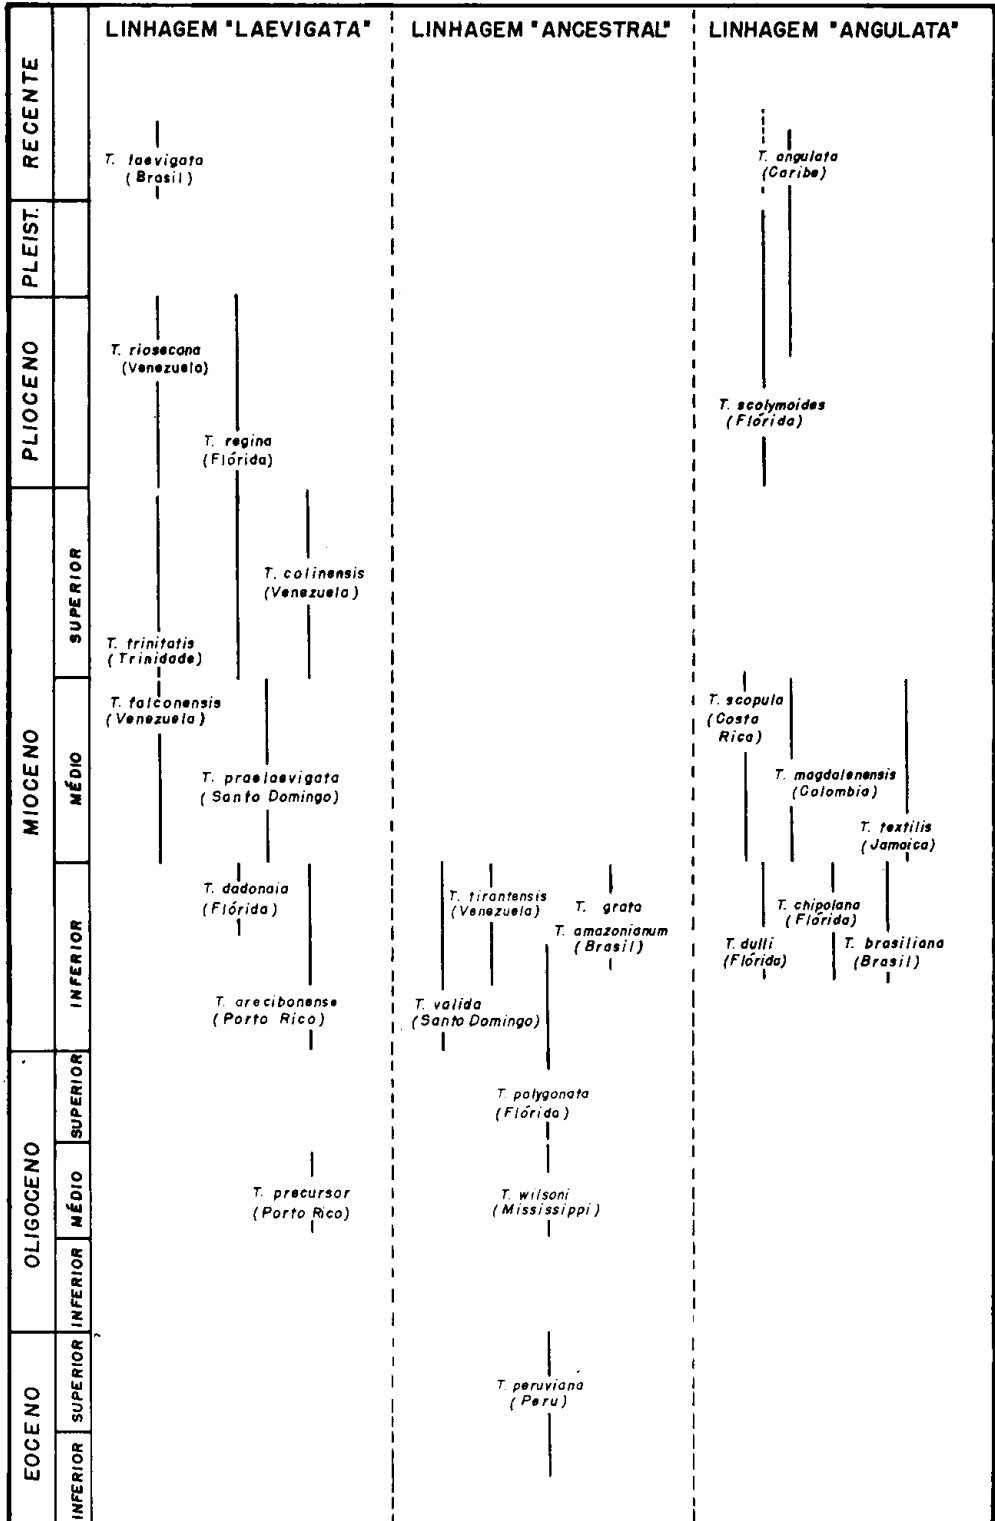 LINHAGEM "LAEVIGATA"
LINHAGEM "ANCESTRAL"
LINHAGEM "ANGULATA"
RECENTE
PLEIST.
PLIOCENO
MIOCENO
SUPERIOR
MÉDIO
INFERIOR
OLIGOCENO
SUPERIOR
MÉDIO
INFERIOR
EOCENO
SUPERIOR
INFERIOR
T. laevigata
(Brasil)
T. riosecana
(Venezuela)
T. regina
(Flórida)
T. colinensis
(Venezuela)
T. trinitatis
(Trinidade)
T. falconensis
(Venezuela)
T. praelaevigata
(Santo Domingo)
T. dadonaia
(Flórida)
T. arecibonense
(Porto Rico)
T. precursor
(Porto Rico)
T. tirantensis
(Venezuela)
T. grata
T. amazonianum
(Brasil)
T. valida
(Santo Domingo)
T. polygonata
(Flórida)
T. wilsoni
(Mississippi)
T. peruviana
(Peru)
T. angulata
(Caribe)
T. scolymoides
(Flórida)
T. scopula
(Costa
Rica)
T. magdalenensis
(Colombia)
T. textilis
(Jamaica)
T. chipolana
(Flórida)
T. dulli
(Flórida)
T. brasiliana
(Brasil)